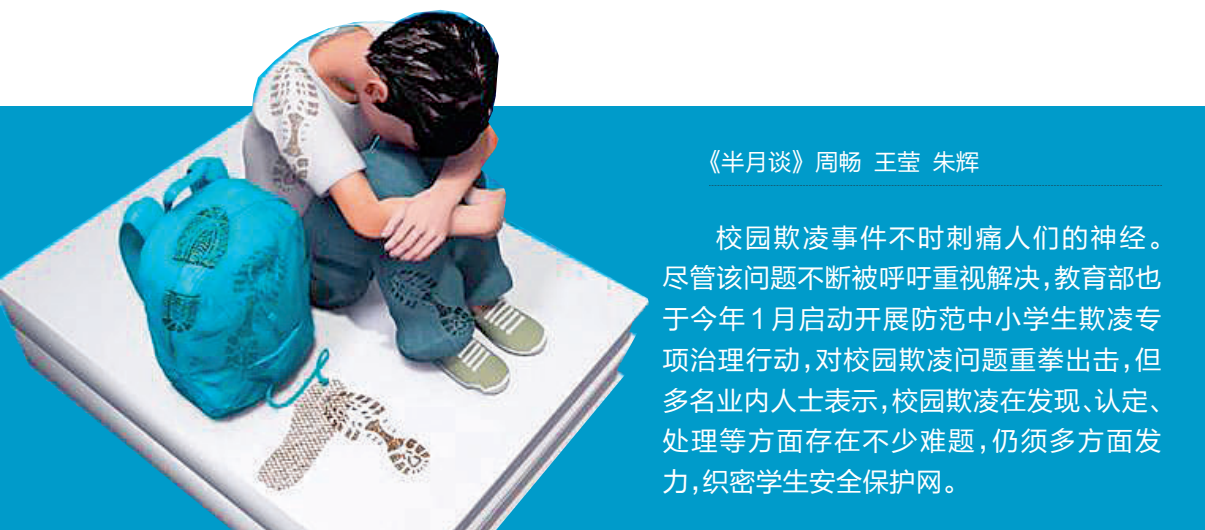 《半月谈》周畅 王莹 朱辉
校园欺凌事件不时刺痛人们的神经。
尽管该问题不断被呼吁重视解决,教育部也
于今年1月启动开展防范中小学生欺凌专
项治理行动,对校园欺凌问题重拳出击,但
多名业内人士表示,校园欺凌在发现、认定、
处理等方面存在不少难题,仍须多方面发
力,织密学生安全保护网。